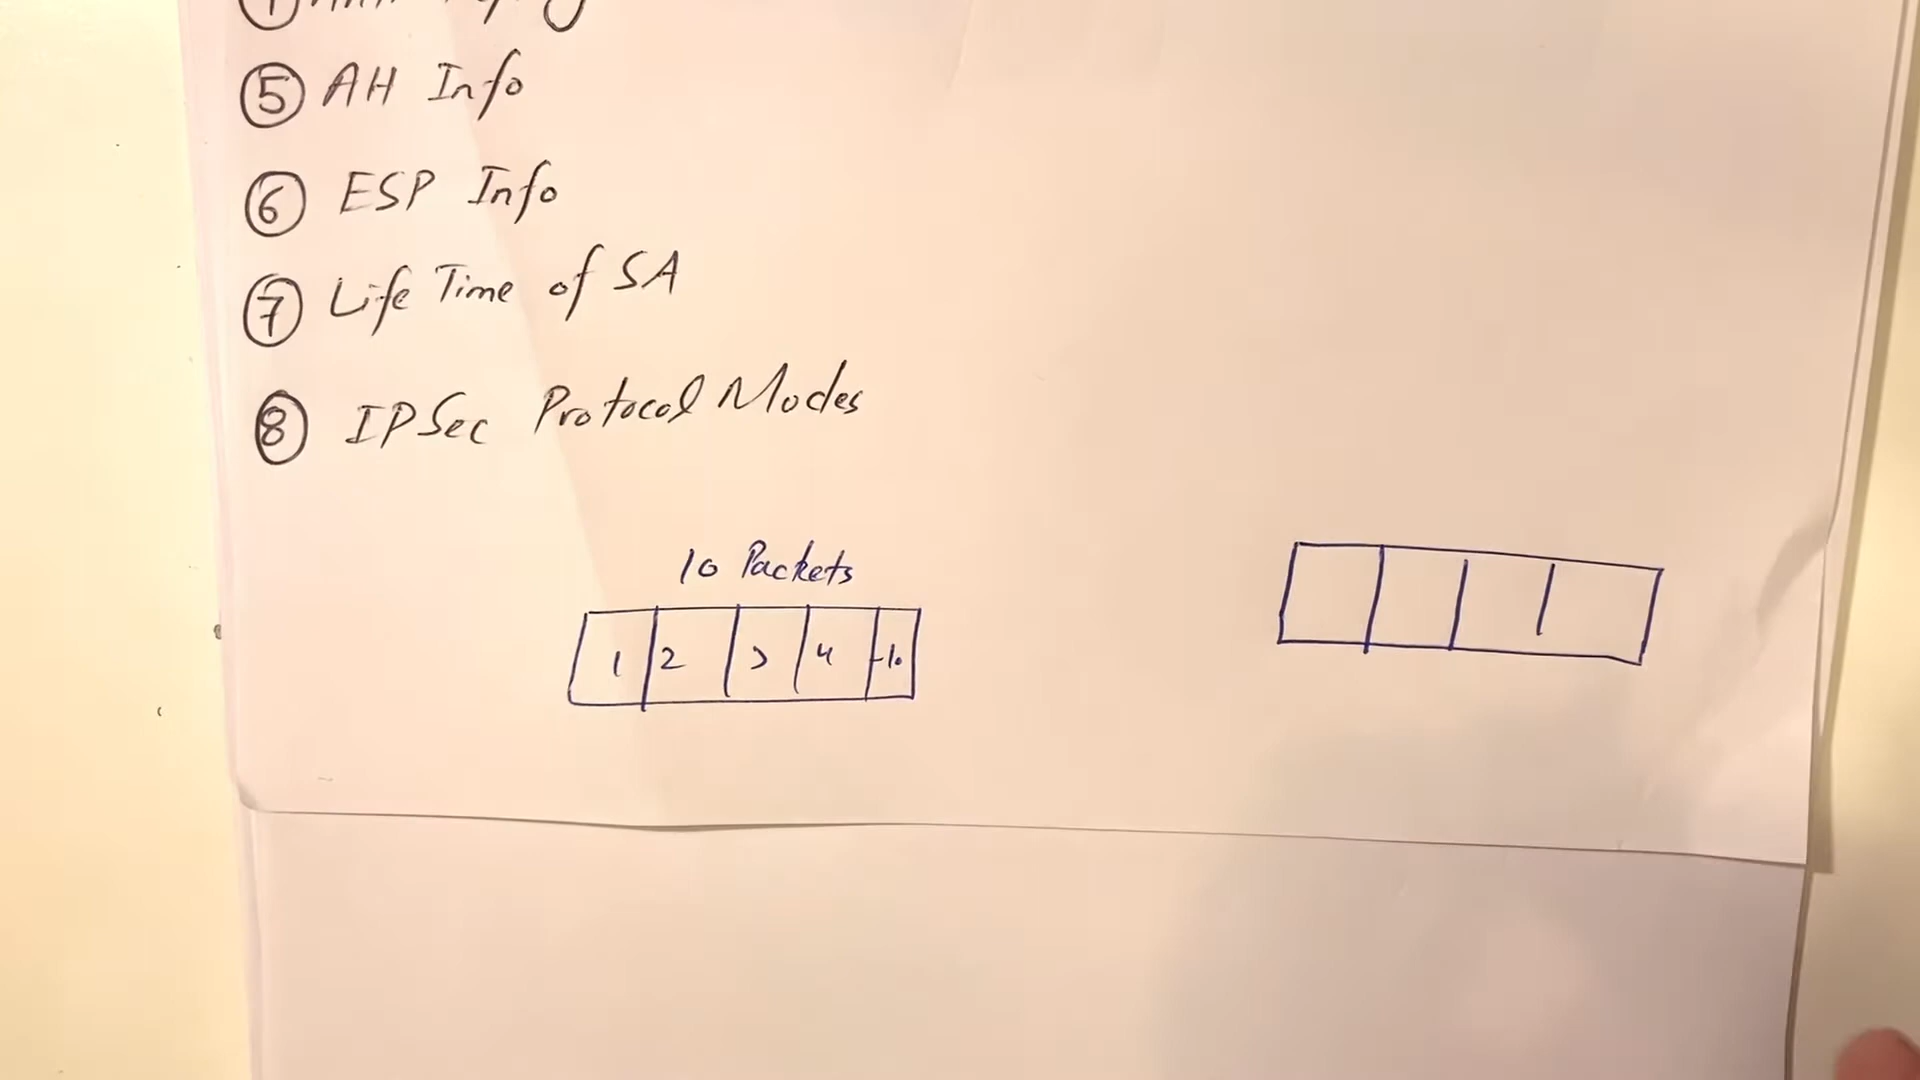 ⑤ AH Info
⑥ ESP Info
⑦ Life Time of SA
⑧ IPSec Protocol Modes
10 Packets
1 2 3 4 -10